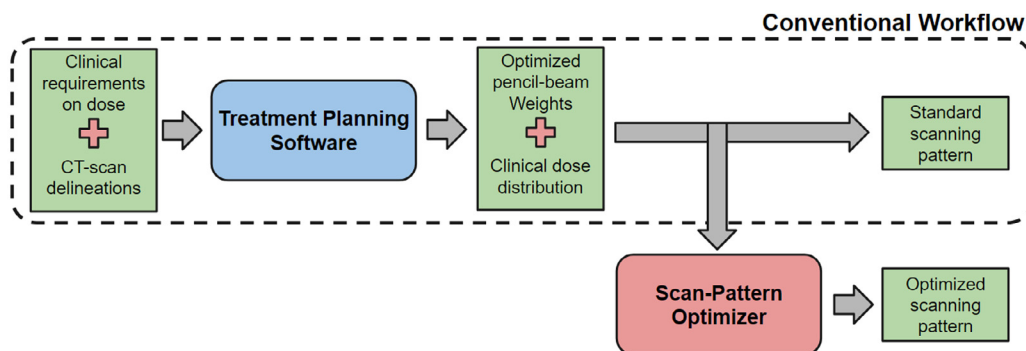 Conventional Workflow
Clinical
requirements
on dose
CT-scan
delineations
Treatment Planning
Software
Optimized
pencil-beam
Weights
Clinical dose
distribution
Standard
scanning
pattern
Scan-Pattern
Optimizer
Optimized
scanning
pattern